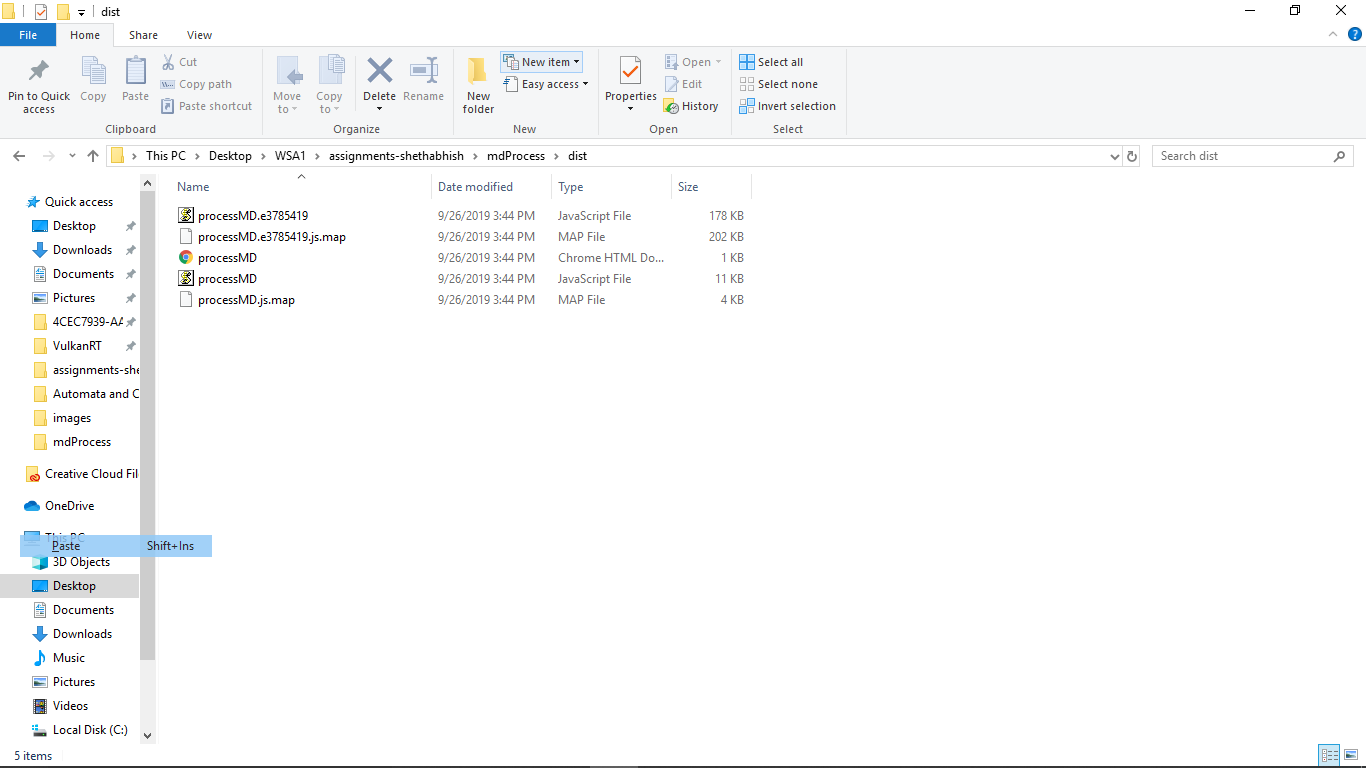 dist
File Home Share View
Pin to Quick access
Copy
Paste
Cut
Copy path
Paste shortcut
Clipboard
Move to
Copy to
Delete
Rename
Organize
New folder
New item
Easy access
New
Properties
Open
Edit
History
Open
Select all
Select none
Invert selection
Select
This PC > Desktop > WSA1 > assignments-shethabhish > mdProcess > dist
Search dist
Quick access
Desktop
Downloads
Documents
Pictures
4CEC7939-AA
VulkanRT
assignments-she
Automata and C
images
mdProcess
Creative Cloud Fil
OneDrive
This PC
Paste Shift+Ins
3D Objects
Desktop
Documents
Downloads
Music
Pictures
Videos
Local Disk (C:)
Name Date modified Type Size
processMD.e3785419 9/26/2019 3:44 PM JavaScript File 178 KB
processMD.e3785419.js.map 9/26/2019 3:44 PM MAP File 202 KB
processMD 9/26/2019 3:44 PM Chrome HTML Do... 1 KB
processMD 9/26/2019 3:44 PM JavaScript File 11 KB
processMD.js.map 9/26/2019 3:44 PM MAP File 4 KB
5 items